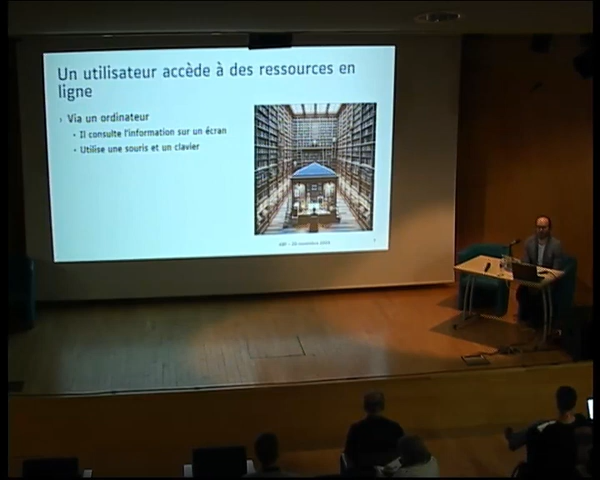 Un utilisateur accède à des ressources en
ligne
› Via un ordinateur
- Il consulte l'information sur un écran
- Utilise une souris et un clavier